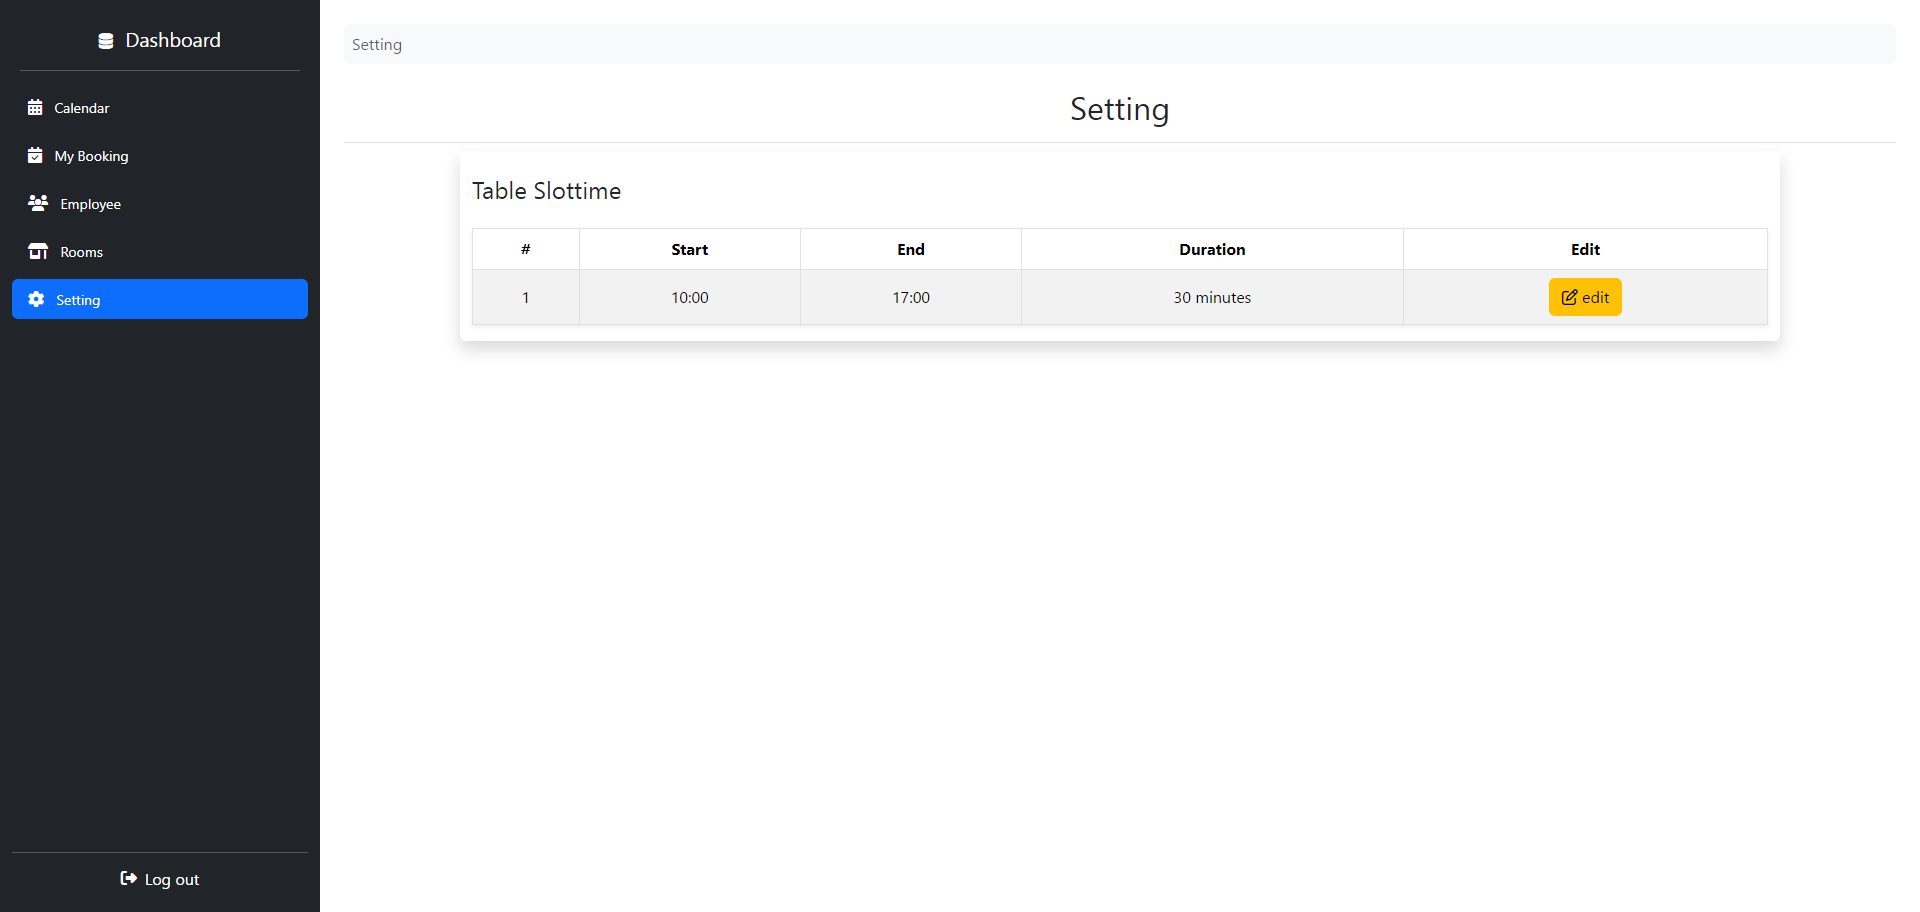 Dashboard
Calendar
My Booking
Employee
Rooms
Setting
Log out
Setting
Setting
Table Slottime
# Start End Duration Edit
1 10:00 17:00 30 minutes edit